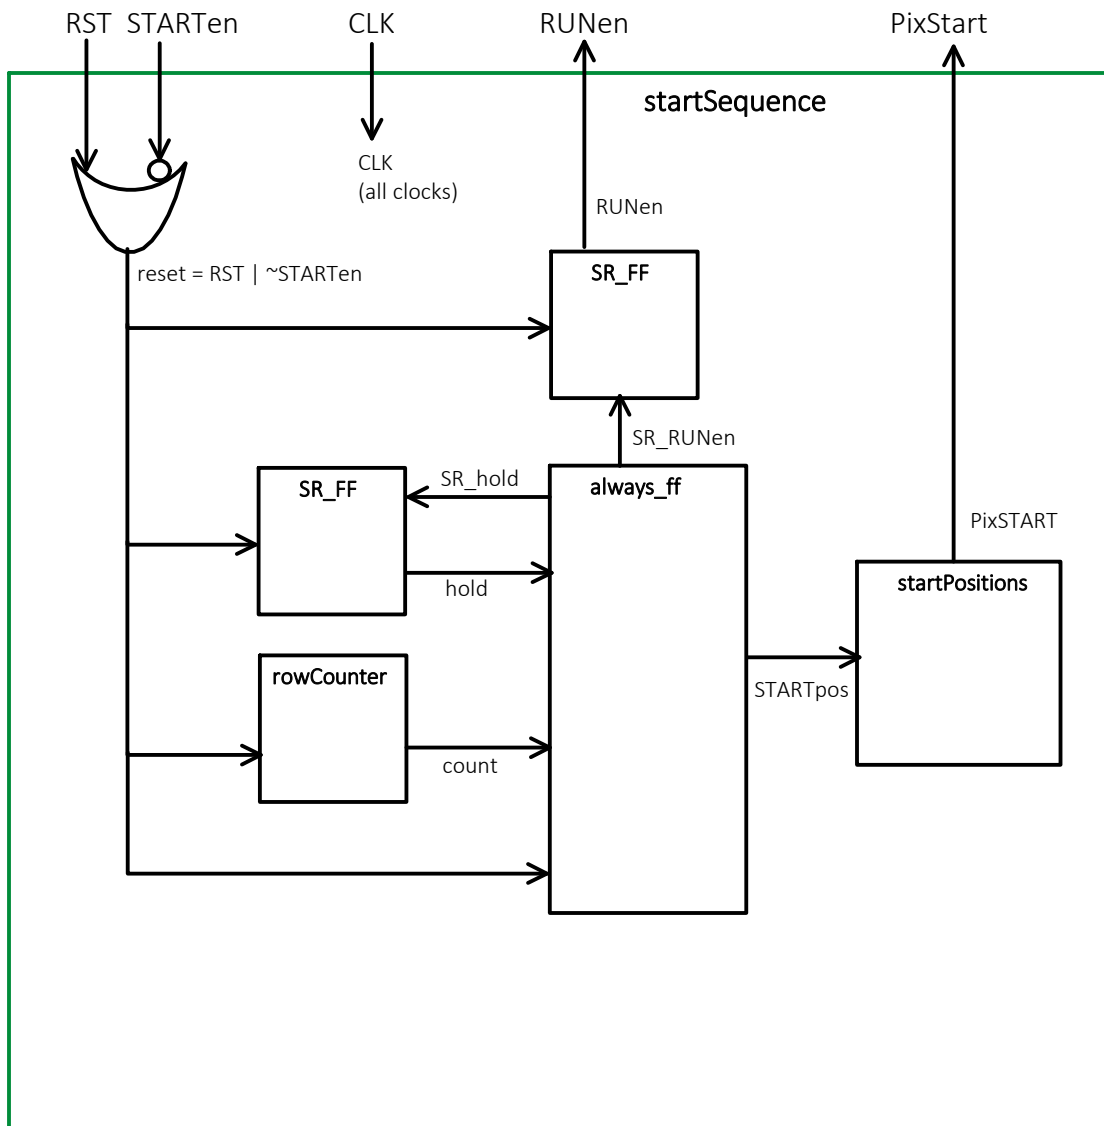 RST STARTen CLK RUNen PixStart
startSequence
CLK
(all clocks)
RUNen
reset = RST | ~STARTen
SR_FF
SR_RUNen
SR_FF
SR_hold
always_ff
PixSTART
hold
startPositions
rowCounter
STARTpos
count